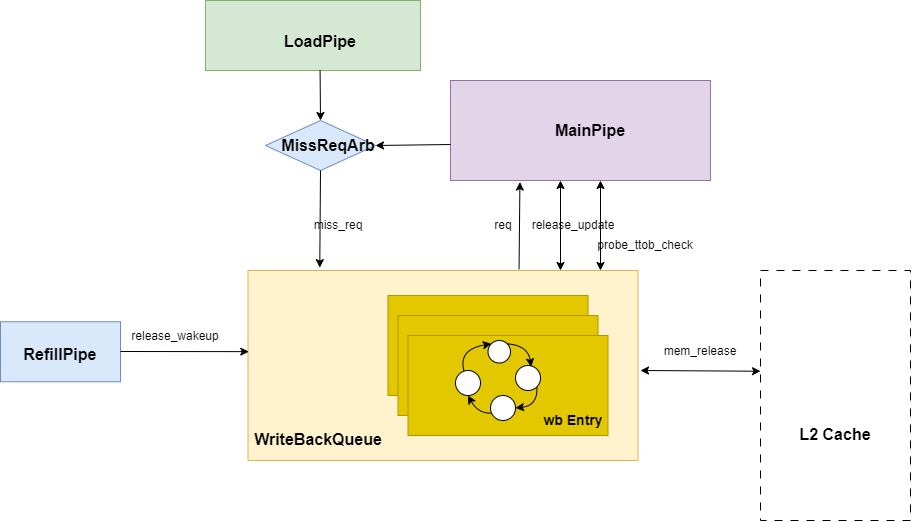 LoadPipe
MainPipe
MissReqArb
miss_req
req
release_update
probe_ttob_check
release_wakeup
RefillPipe
mem_release
wb Entry
WriteBackQueue
L2 Cache